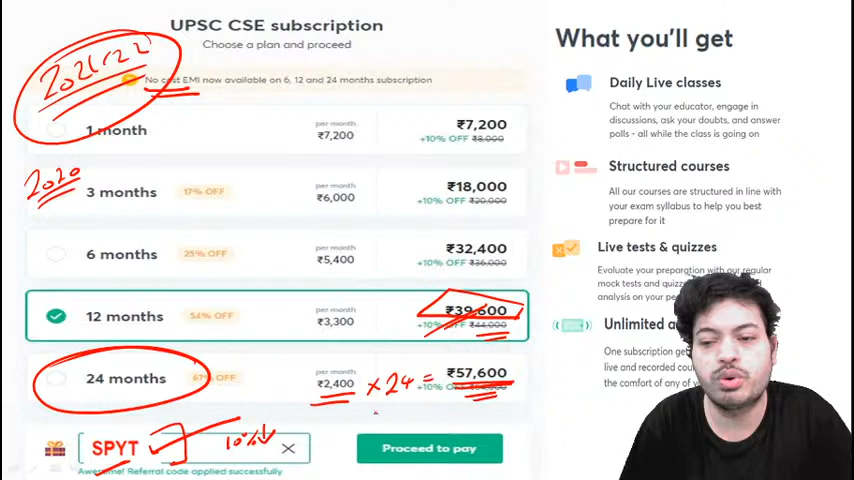 UPSC CSE subscription
Choose a plan and proceed
No cost EMI now available on 6, 12 and 24 months subscription
2021-22
1 month per month ₹7,200 ₹7,200 +10% OFF ₹8,000
2020
3 months 17% OFF per month ₹6,000 ₹18,000 +10% OFF ₹20,000
6 months 25% OFF per month ₹5,400 ₹32,400 +10% OFF ₹36,000
12 months 54% OFF per month ₹3,300 ₹39,600 +10% OFF ₹44,000
24 months 67% OFF per month ₹2,400 × 24 = ₹57,600 +10% OFF
SPYT 10%↓
Awesome! Referral code applied successfully
Proceed to pay
What you'll get
Daily Live classes
Chat with your educator, engage in
discussions, ask your doubts, and answer
polls - all while the class is going on
Structured courses
All our courses are structured in line with
your exam syllabus to help you best
prepare for it
Live tests & quizzes
Evaluate your preparation with our regular
mock tests and
analysis on your
Unlimited
One subscription
live and recorded
the comfort of any of